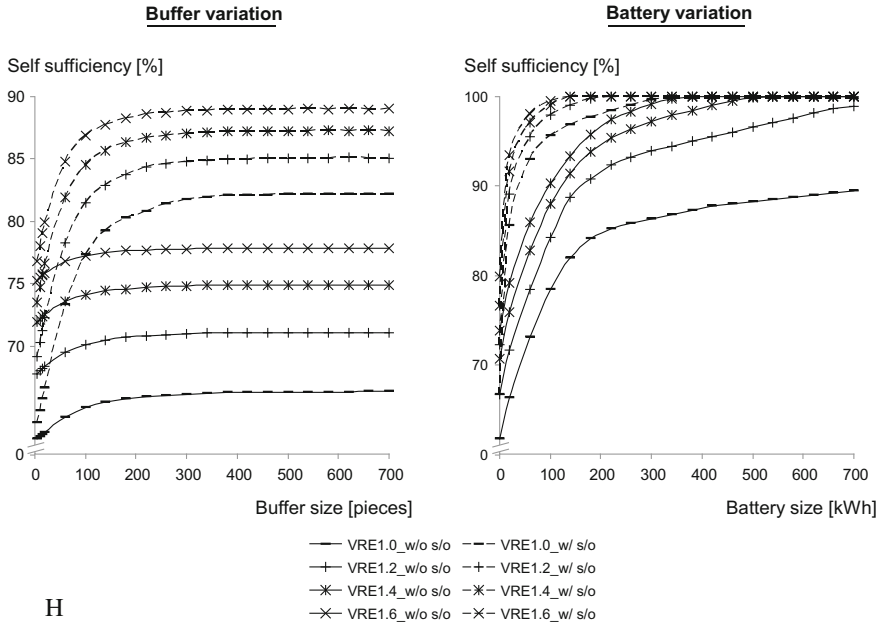 Buffer variation
Battery variation
Self sufficiency [%]
Self sufficiency [%]
90
85
80
75
70
0
0 100 200 300 400 500 600 700
Buffer size [pieces]
100
90
80
70
60
0
0 100 200 300 400 500 600 700
Battery size [kWh]
VRE1.0_w/o s/o VRE1.0_w/ s/o
VRE1.2_w/o s/o VRE1.2_w/ s/o
VRE1.4_w/o s/o VRE1.4_w/ s/o
VRE1.6_w/o s/o VRE1.6_w/ s/o
H